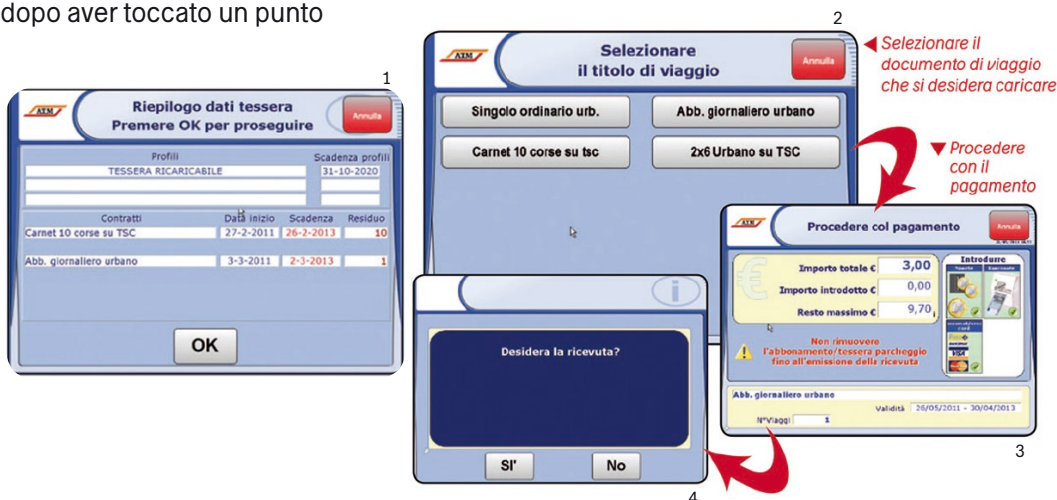 dopo aver toccato un punto
1
ATM
Riepilogo dati tessera
Premere OK per proseguire
Annulla
Profili Scadenza profili
TESSERA RICARICABILE 31-10-2020
Contratti Data inizio Scadenza Residuo
Carnet 10 corse su TSC 27-2-2011 26-2-2013 10
Abb. giornaliero urbano 3-3-2011 2-3-2013 1
OK
2
ATM
Selezionare
il titolo di viaggio
Annulla
Singolo ordinario urb. Abb. giornaliero urbano
Carnet 10 corse su tsc 2x6 Urbano su TSC
Selezionare il
documento di viaggio
che si desidera caricare
Procedere
con il
pagamento
ATM
Procedere col pagamento
Annulla
Importo totale € 3,00
Importo introdotto € 0,00
Resto massimo € 9,70
Introdurre
VISA
Non rimuovere
l'abbonamento/tessera parcheggio
fino all'emissione della ricevuta
Abb. giornaliero urbano
Validità 26/05/2011 - 30/04/2013
N°Viaggi 1
3
i
Desidera la ricevuta?
SI' No
4